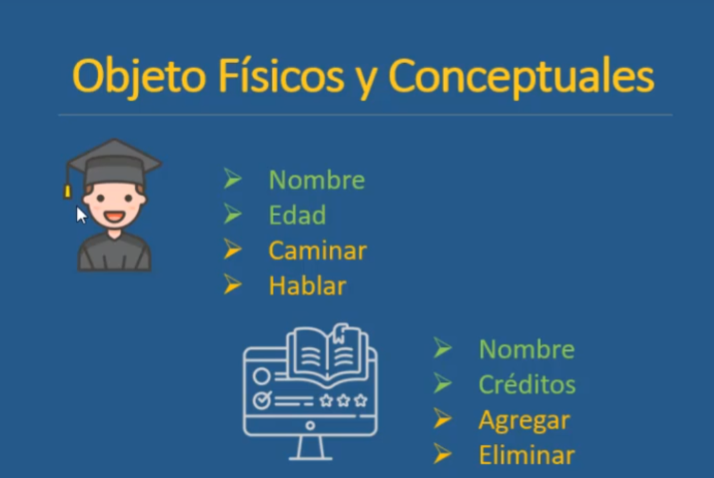 Objeto Físicos y Conceptuales
Nombre
Edad
Caminar
Hablar
Nombre
Créditos
Agregar
Eliminar